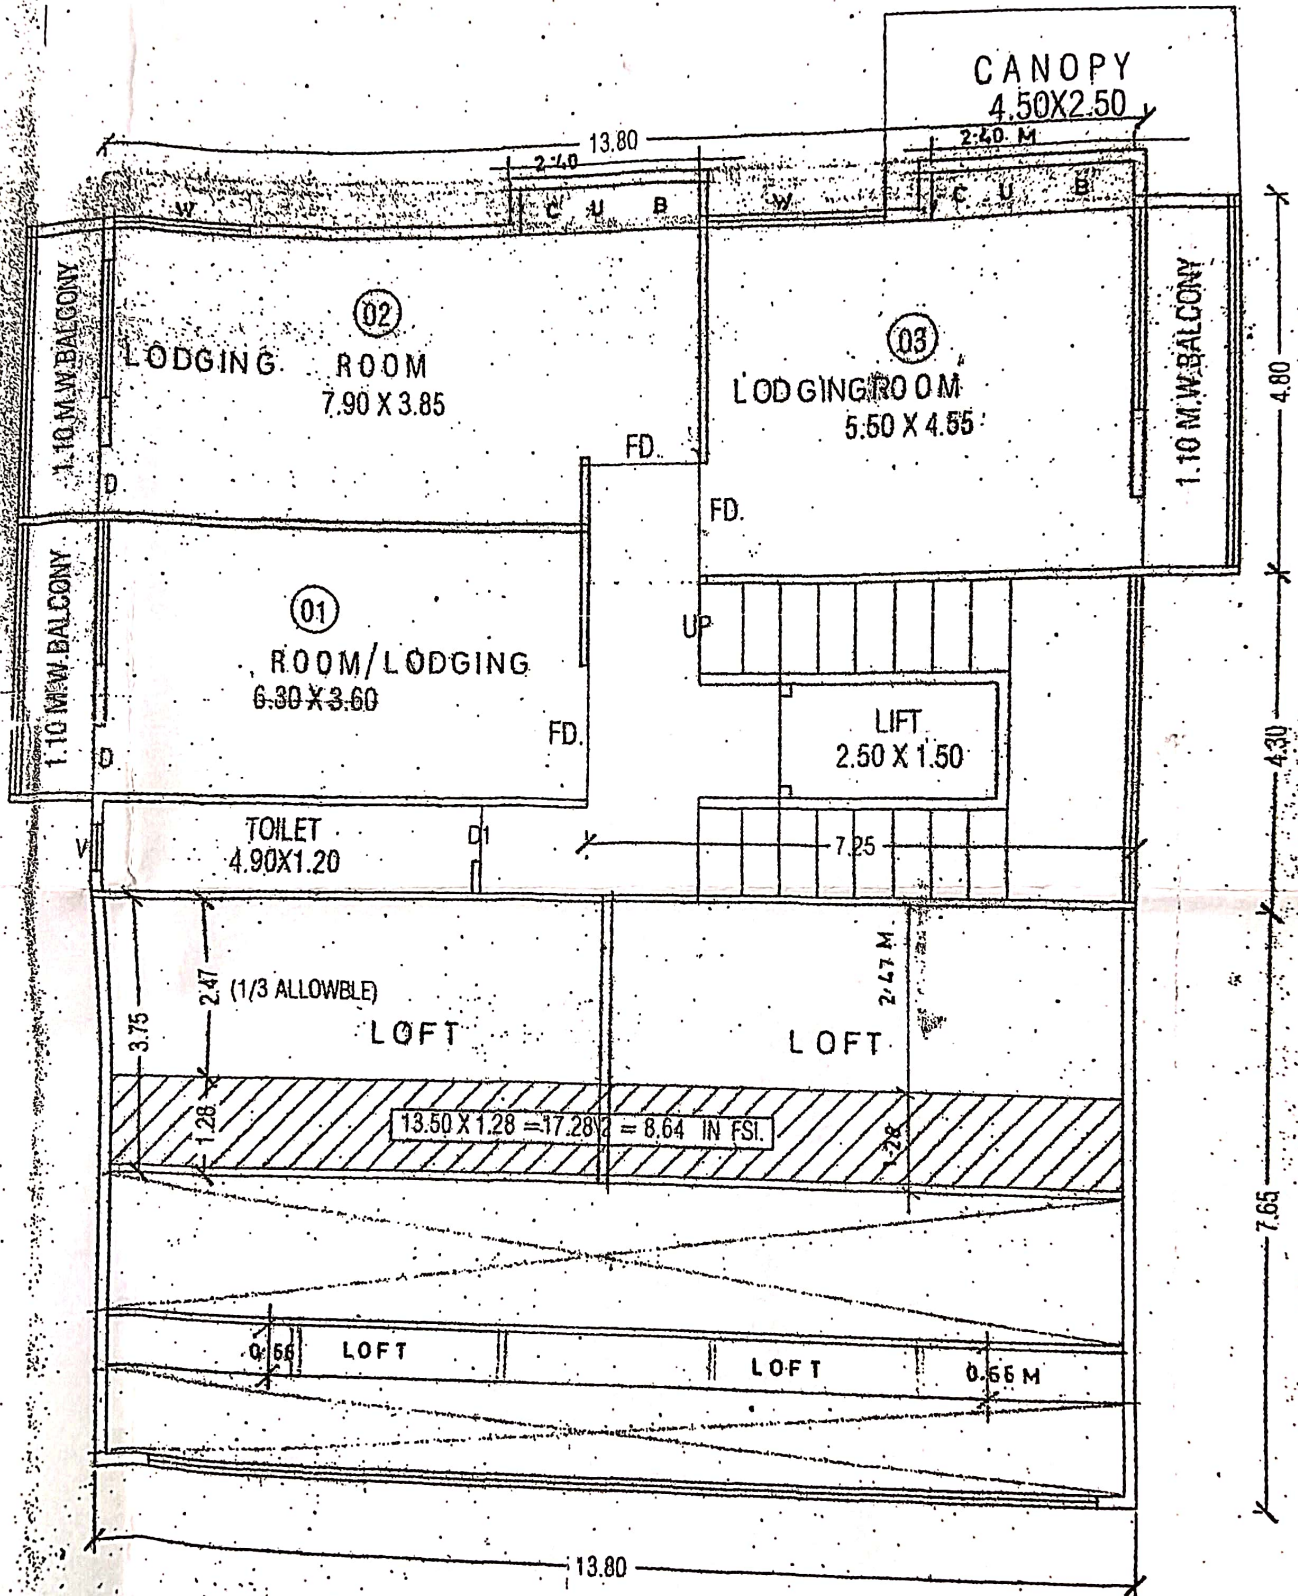 CANOPY
4.50X2.50
13.80
2.40
2.40 M
W
C U B
W
C U B
1.10 M.W.BALCONY
02
LODGING ROOM
7.90 X 3.85
03
LODGINGROOM
5.50 X 4.55
1.10 M.W.BALCONY
4.80
FD.
D
FD.
1.10 M.W.BALCONY
01
ROOM/LODGING
6.30 X 3.60
UP
FD.
D
LIFT
2.50 X 1.50
4.30
V
TOILET
4.90X1.20
D1
7.25
3.75
2.47
(1/3 ALLOWBLE)
LOFT
LOFT
2.47 M
1.28
13.50 X 1.28 =17.28\2 = 8.64 IN FSI.
1.28
7.65
LOFT
LOFT
0.66 M
13.80